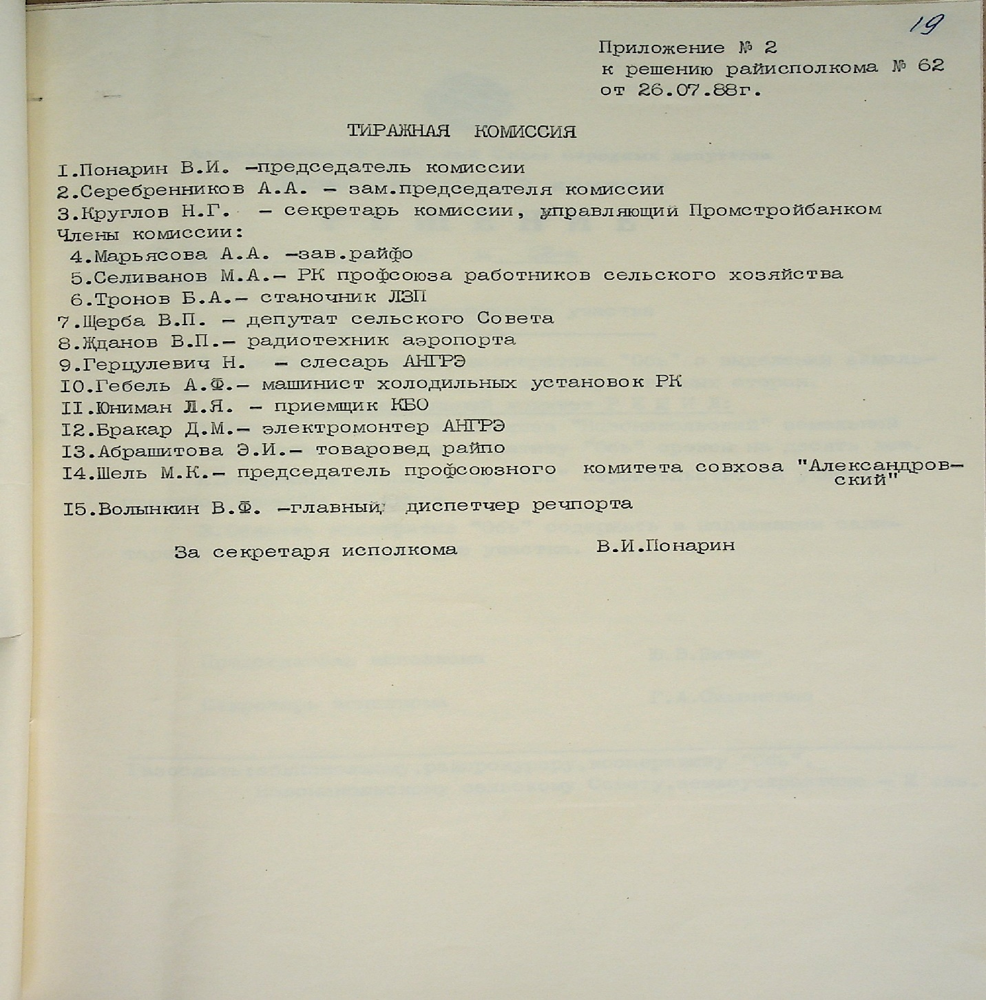 19
Приложение № 2
к решению райисполкома № 62
от 26.07.88г.
ТИРАЖНАЯ КОМИССИЯ
I.Понарин В.И. -председатель комиссии
2.Серебренников А.А. - зам.председателя комиссии
3.Круглов Н.Г. - секретарь комиссии, управляющий Промстройбанком
Члены комиссии:
4.Марьясова А.А. -зав.райфо
5.Селиванов М.А.- РК профсоюза работников сельского хозяйства
6.Тронов Б.А.- станочник ЛЗП
7.Щерба В.П. - депутат сельского Совета
8.Жданов В.П.- радиотехник аэропорта
9.Герцулевич Н. - слесарь АНГРЭ
IO.Гебель А.Ф.- машинист холодильных установок РК
II.Юниман Л.Я. - приемщик КБО
I2.Бракар Д.М.- электромонтер АНГРЭ
I3.Абрашитова Э.И.- товаровед райпо
I4.Шель М.К.- председатель профсоюзного комитета совхоза "Александров-
ский"
I5.Волынкин В.Ф. -главный диспетчер речпорта
За секретаря исполкома В.И.Понарин